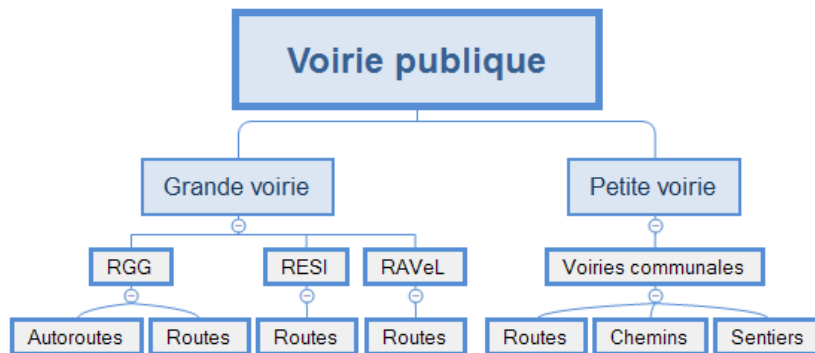 Voirie publique
Grande voirie
Petite voirie
RGG
RESI
RAVeL
Voiries communales
Autoroutes
Routes
Routes
Routes
Routes
Chemins
Sentiers